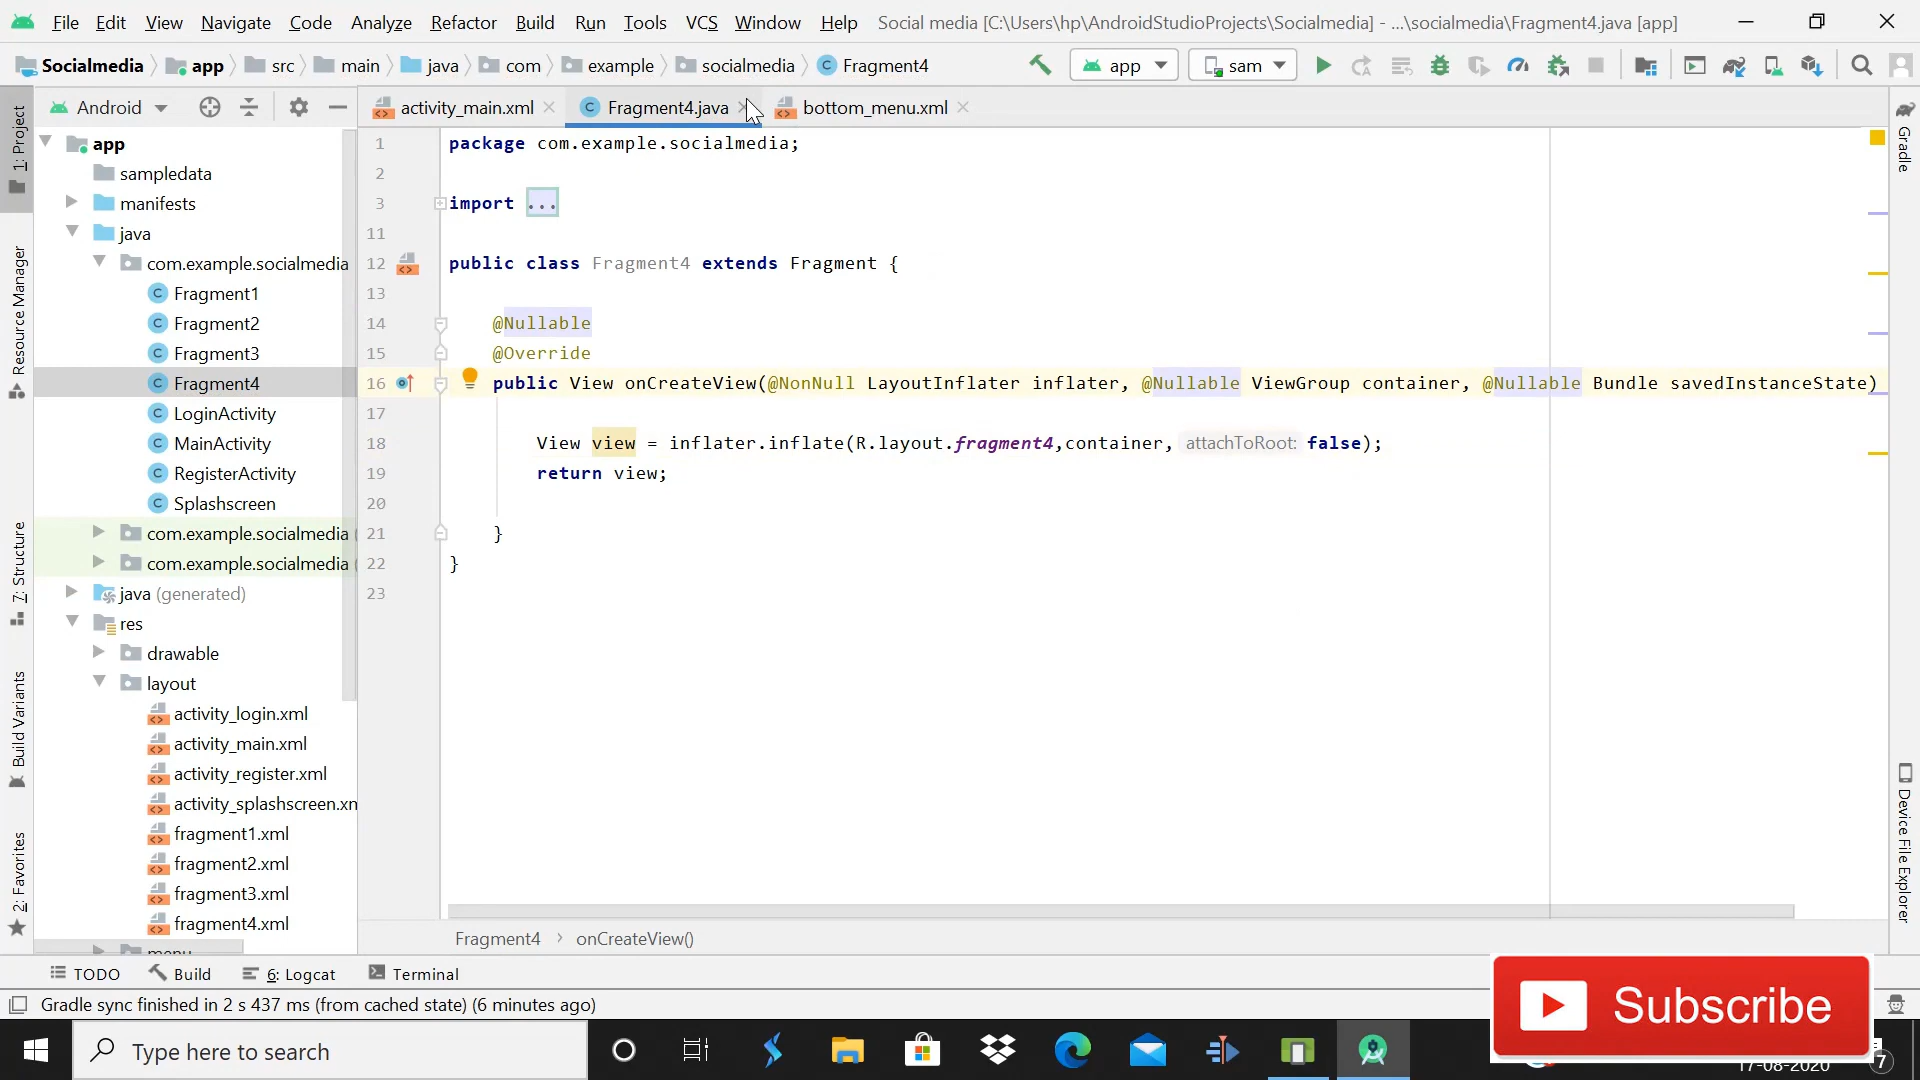 File Edit View Navigate Code Analyze Refactor Build Run Tools VCS Window Help Social media [C:\Users\hp\AndroidStudioProjects\Socialmedia] - ...\socialmedia\Fragment4.java [app]
Socialmedia app src main java com example socialmedia Fragment4 app sam
Android activity_main.xml Fragment4.java bottom_menu.xml
1: Project
Resource Manager
7: Structure
Build Variants
2: Favorites
app
sampledata
manifests
java
com.example.socialmedia
Fragment1
Fragment2
Fragment3
Fragment4
LoginActivity
MainActivity
RegisterActivity
Splashscreen
com.example.socialmedia (
com.example.socialmedia (
java (generated)
res
drawable
layout
activity_login.xml
activity_main.xml
activity_register.xml
activity_splashscreen.xm
fragment1.xml
fragment2.xml
fragment3.xml
fragment4.xml
menu
1 package com.example.socialmedia;
2
3 import ...
11
12 public class Fragment4 extends Fragment {
13
14 @Nullable
15 @Override
16 public View onCreateView(@NonNull LayoutInflater inflater, @Nullable ViewGroup container, @Nullable Bundle savedInstanceState)
17
18 View view = inflater.inflate(R.layout.fragment4,container, attachToRoot: false);
19 return view;
20
21 }
22 }
23
Fragment4 › onCreateView()
Gradle
Device File Explorer
TODO Build 6: Logcat Terminal
Gradle sync finished in 2 s 437 ms (from cached state) (6 minutes ago)
Subscribe
Type here to search
17-08-2020
7